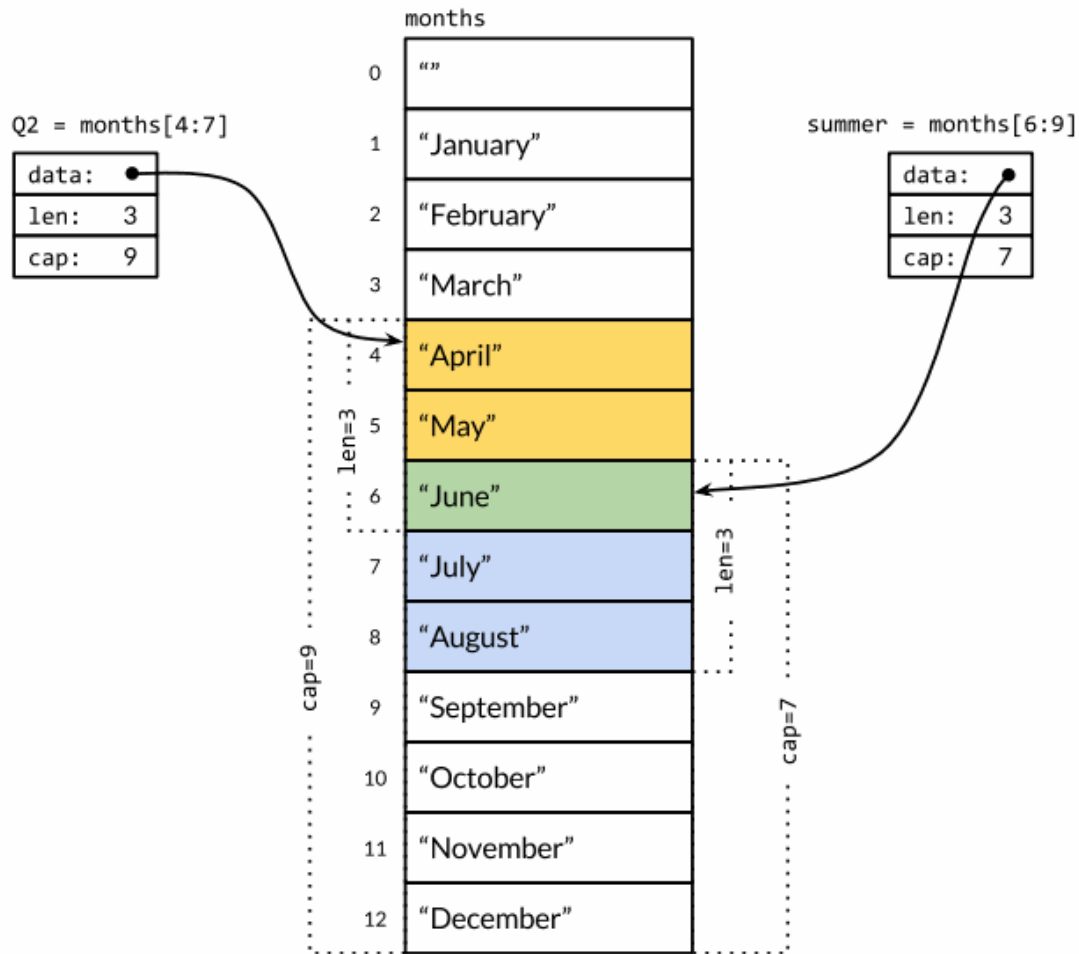 months
0 “”
Q2 = months[4:7]
data:
len: 3
cap: 9
summer = months[6:9]
data:
len: 3
cap: 7
1 “January”
2 “February”
3 “March”
4 “April”
5 “May”
6 “June”
7 “July”
8 “August”
9 “September”
10 “October”
11 “November”
12 “December”
len=3
cap=9
len=3
cap=7